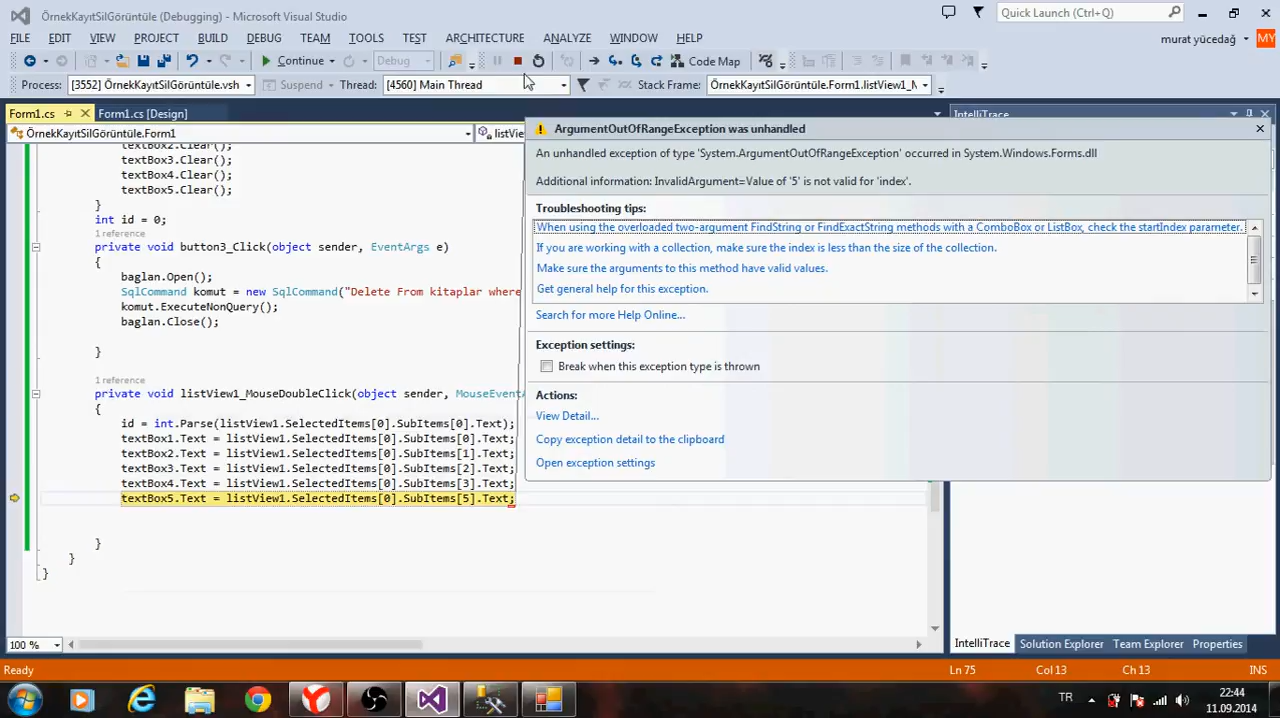 ÖrnekKayıtSilGörüntüle (Debugging) - Microsoft Visual Studio
Quick Launch (Ctrl+Q)
FILE EDIT VIEW PROJECT BUILD DEBUG TEAM TOOLS TEST ARCHITECTURE ANALYZE WINDOW HELP
murat yücedağ MY
Continue Debug Code Map
Process: [3552] ÖrnekKayıtSilGörüntüle.vsh Suspend Thread: [4560] Main Thread Stack Frame: ÖrnekKayıtSilGörüntüle.Form1.listView1_M
Form1.cs Form1.cs [Design] IntelliTrace
ÖrnekKayıtSilGörüntüle.Form1 listVie
textBox2.Clear();
textBox3.Clear();
textBox4.Clear();
textBox5.Clear();
}
int id = 0;
1 reference
private void button3_Click(object sender, EventArgs e)
{
baglan.Open();
SqlCommand komut = new SqlCommand("Delete From kitaplar where
komut.ExecuteNonQuery();
baglan.Close();
}
1 reference
private void listView1_MouseDoubleClick(object sender, MouseEventA
{
id = int.Parse(listView1.SelectedItems[0].SubItems[0].Text);
textBox1.Text = listView1.SelectedItems[0].SubItems[0].Text;
textBox2.Text = listView1.SelectedItems[0].SubItems[1].Text;
textBox3.Text = listView1.SelectedItems[0].SubItems[2].Text;
textBox4.Text = listView1.SelectedItems[0].SubItems[3].Text;
textBox5.Text = listView1.SelectedItems[0].SubItems[5].Text;
}
}
}
ArgumentOutOfRangeException was unhandled
An unhandled exception of type 'System.ArgumentOutOfRangeException' occurred in System.Windows.Forms.dll
Additional information: InvalidArgument=Value of '5' is not valid for 'index'.
Troubleshooting tips:
When using the overloaded two-argument FindString or FindExactString methods with a ComboBox or ListBox, check the startIndex parameter.
If you are working with a collection, make sure the index is less than the size of the collection.
Make sure the arguments to this method have valid values.
Get general help for this exception.
Search for more Help Online...
Exception settings:
Break when this exception type is thrown
Actions:
View Detail...
Copy exception detail to the clipboard
Open exception settings
100 %
IntelliTrace Solution Explorer Team Explorer Properties
Ready Ln 75 Col 13 Ch 13 INS
TR 22:44
11.09.2014